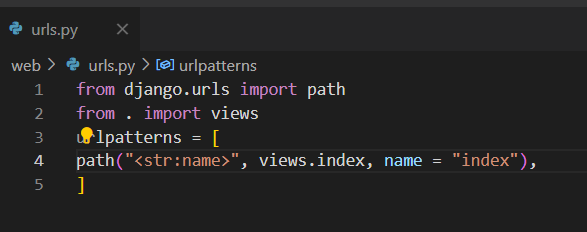 urls.py ×
web > urls.py > urlpatterns
1 from django.urls import path
2 from . import views
3 urlpatterns = [
4 path("<str:name>", views.index, name = "index"),
5 ]